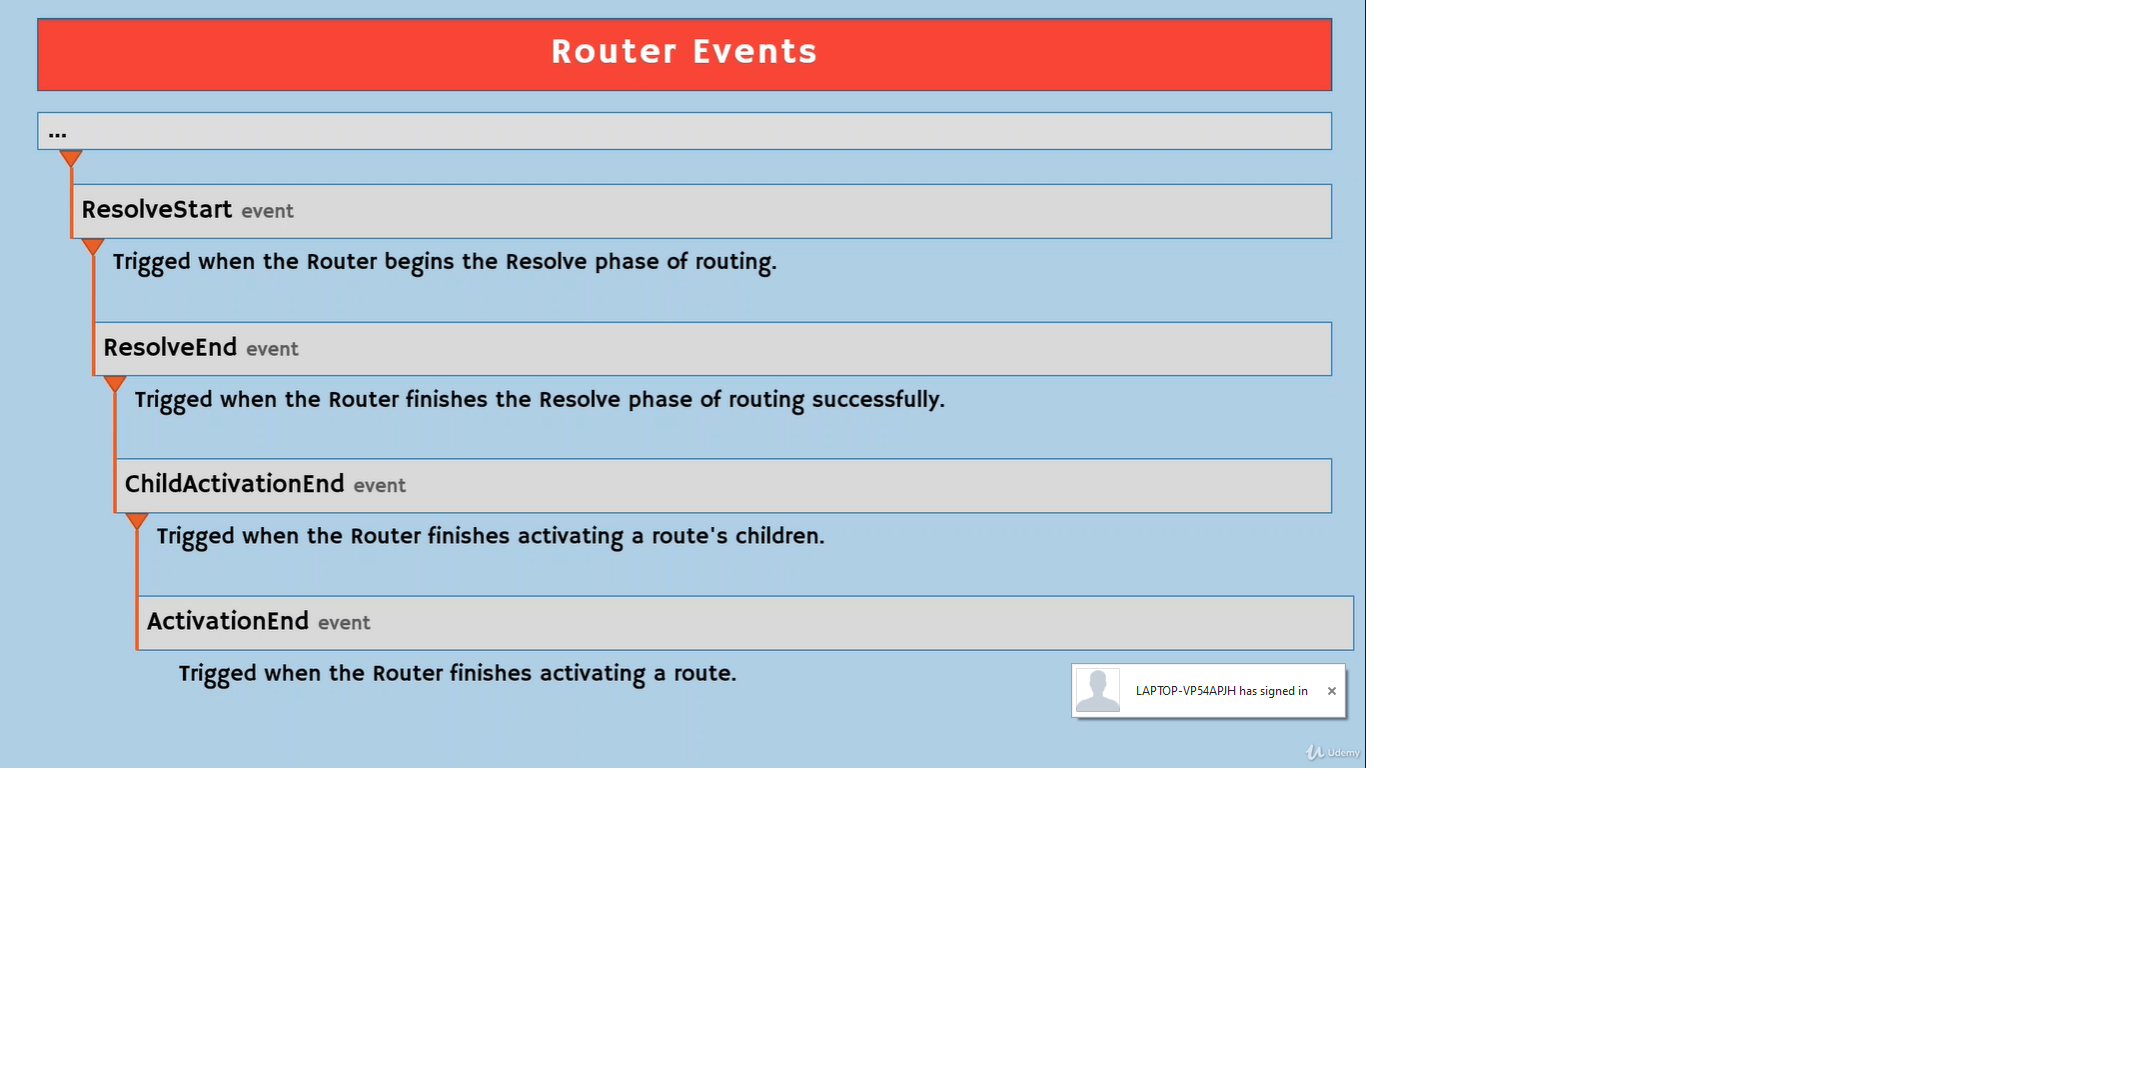 Router Events
...
ResolveStart event
Trigged when the Router begins the Resolve phase of routing.
ResolveEnd event
Trigged when the Router finishes the Resolve phase of routing successfully.
ChildActivationEnd event
Trigged when the Router finishes activating a route's children.
ActivationEnd event
Trigged when the Router finishes activating a route.
LAPTOP-VP54APJH has signed in
Udemy